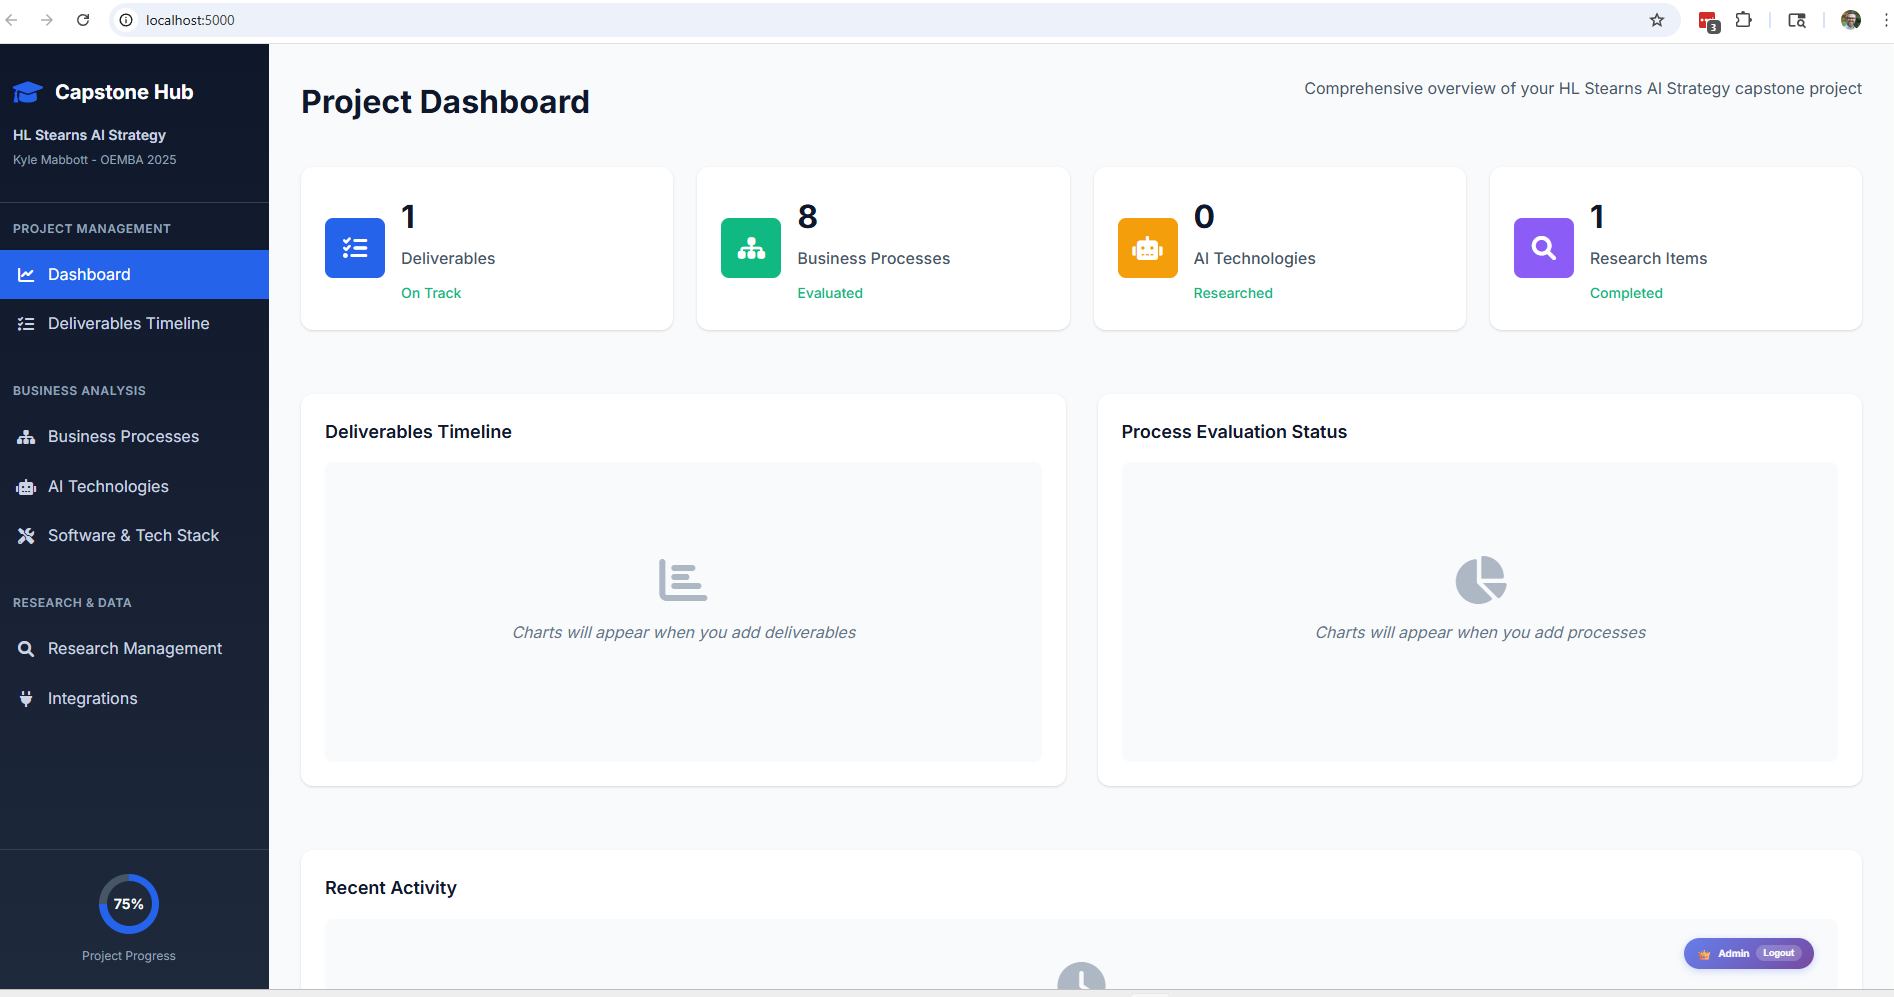 localhost:5000
3
Capstone Hub
HL Stearns AI Strategy
Kyle Mabbott - OEMBA 2025
PROJECT MANAGEMENT
Dashboard
Deliverables Timeline
BUSINESS ANALYSIS
Business Processes
AI Technologies
Software & Tech Stack
RESEARCH & DATA
Research Management
Integrations
75%
Project Progress
Project Dashboard
Comprehensive overview of your HL Stearns AI Strategy capstone project
1
Deliverables
On Track
8
Business Processes
Evaluated
0
AI Technologies
Researched
1
Research Items
Completed
Deliverables Timeline
Charts will appear when you add deliverables
Process Evaluation Status
Charts will appear when you add processes
Recent Activity
Admin Logout